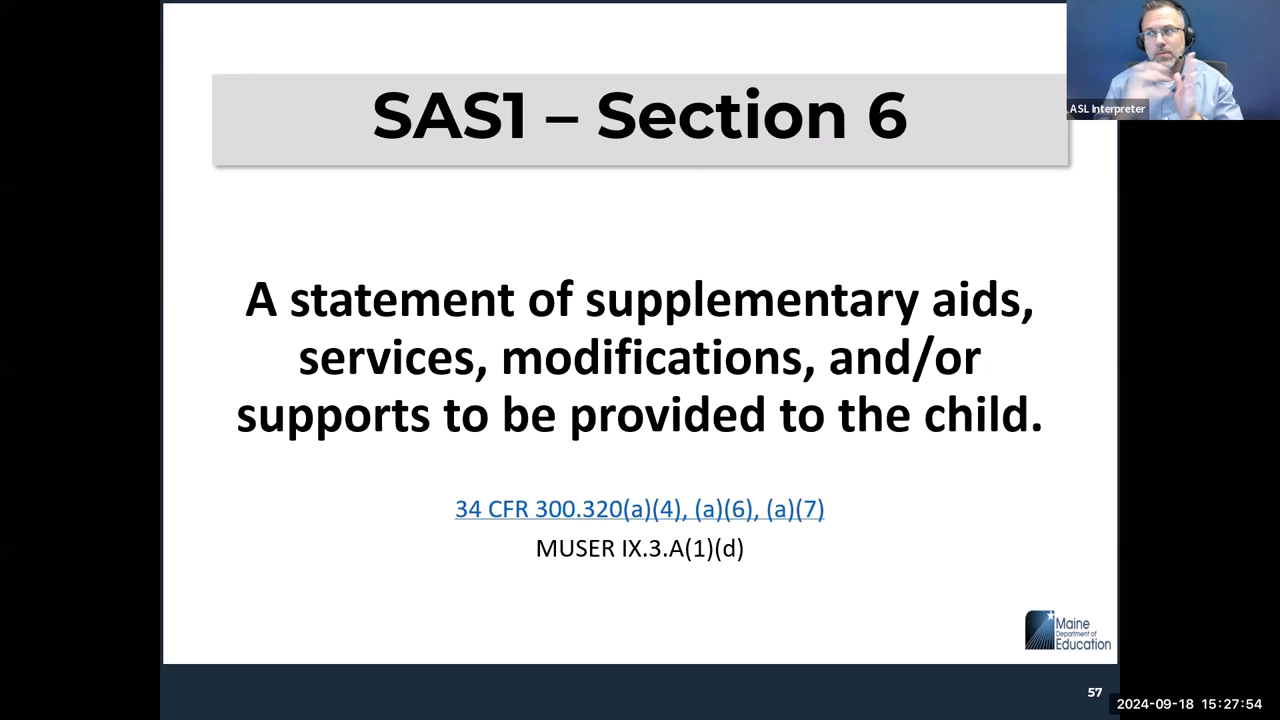 SAS1 – Section 6
ASL Interpreter
A statement of supplementary aids,
services, modifications, and/or
supports to be provided to the child.
34 CFR 300.320(a)(4), (a)(6), (a)(7)
MUSER IX.3.A(1)(d)
Maine
Department of
Education
57
2024-09-18 15:27:54